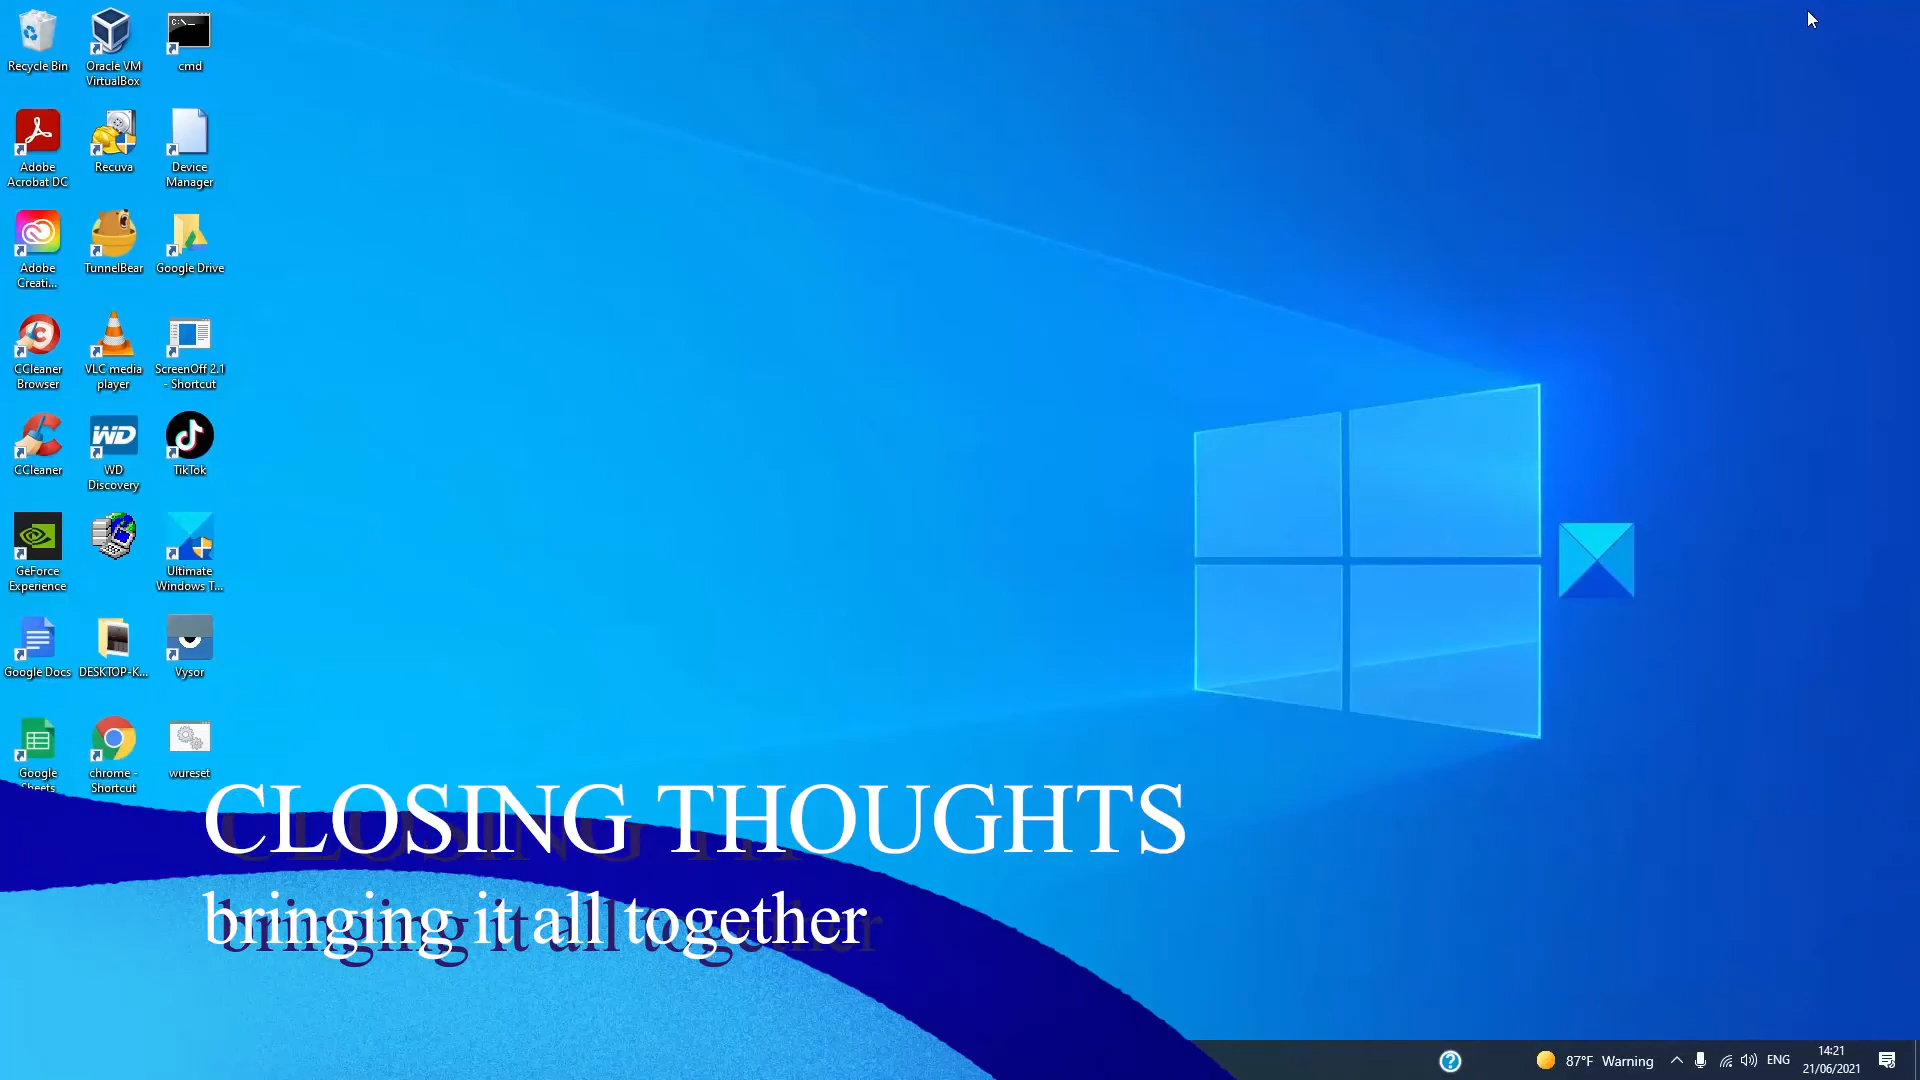 Recycle Bin
Oracle VM
VirtualBox
cmd
Adobe
Acrobat DC
Recuva
Device
Manager
Adobe
Creati...
TunnelBear
Google Drive
CCleaner
Browser
VLC media
player
ScreenOff 2.1
- Shortcut
CCleaner
WD
WD
Discovery
TikTok
GeForce
Experience
Ultimate
Windows T...
Google Docs
DESKTOP-K...
Vysor
Google
Sheets
chrome -
Shortcut
wureset
CLOSING THOUGHTS
bringing it all together
87°F Warning
ENG
14:21
21/06/2021